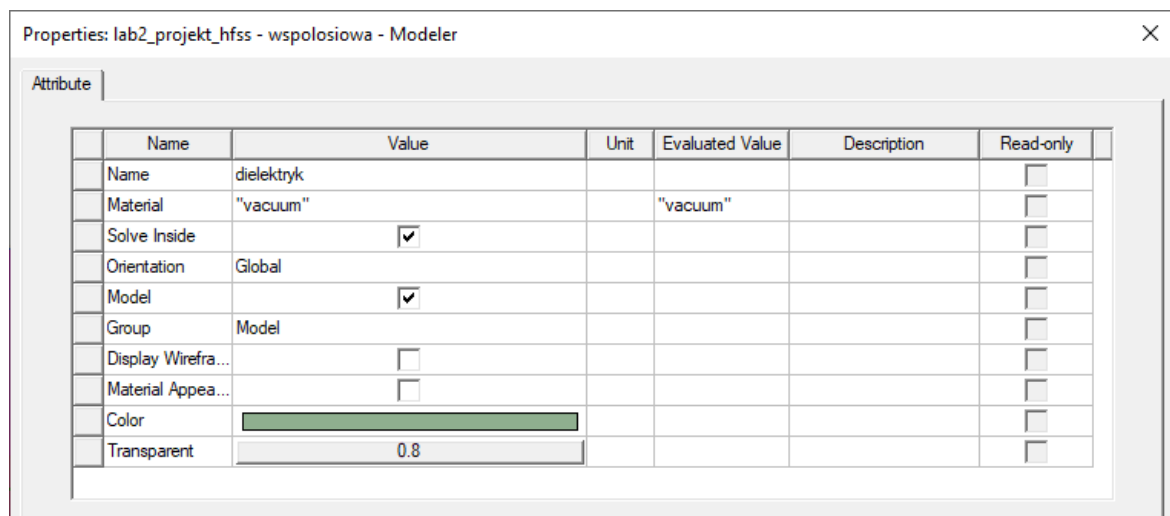 Properties: lab2_projekt_hfss - wspolosiowa - Modeler
Attribute
Name Value Unit Evaluated Value Description Read-only
Name dielektryk
Material "vacuum" "vacuum"
Solve Inside
Orientation Global
Model
Group Model
Display Wirefra...
Material Appea...
Color
Transparent 0.8